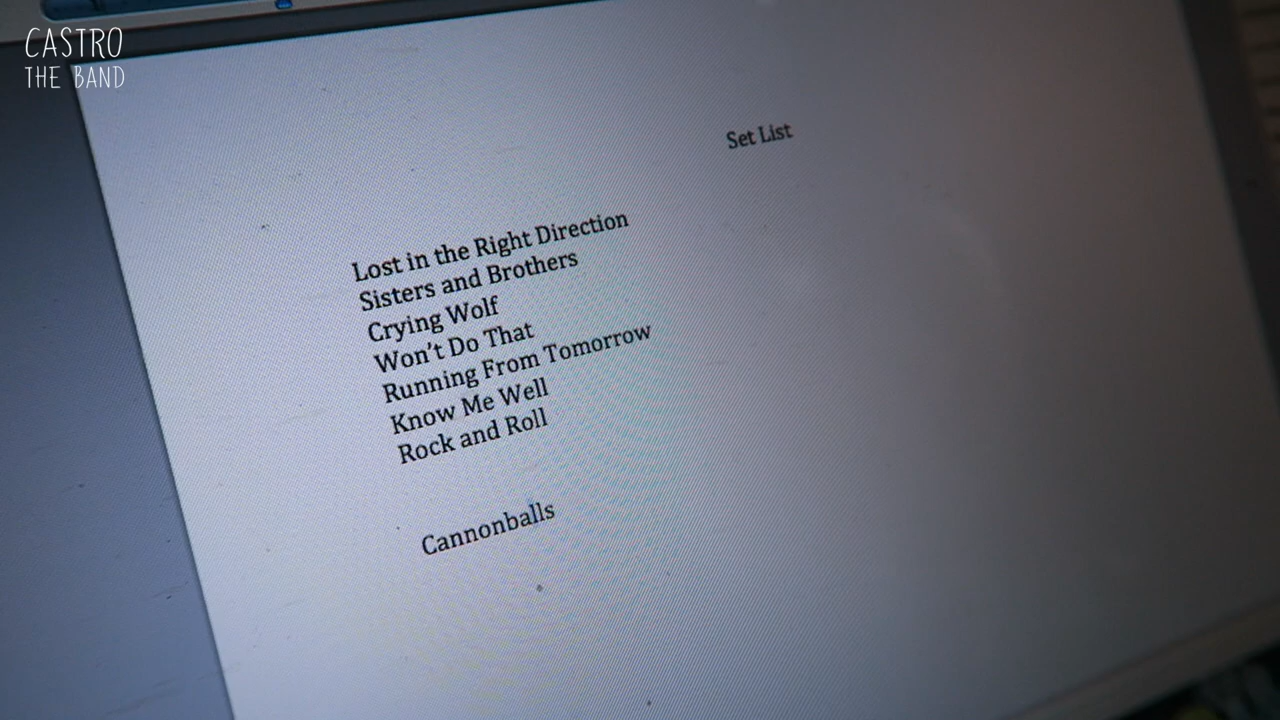 CASTRO
THE BAND
Set List
Lost in the Right Direction
Sisters and Brothers
Crying Wolf
Won't Do That
Running From Tomorrow
Know Me Well
Rock and Roll
Cannonballs